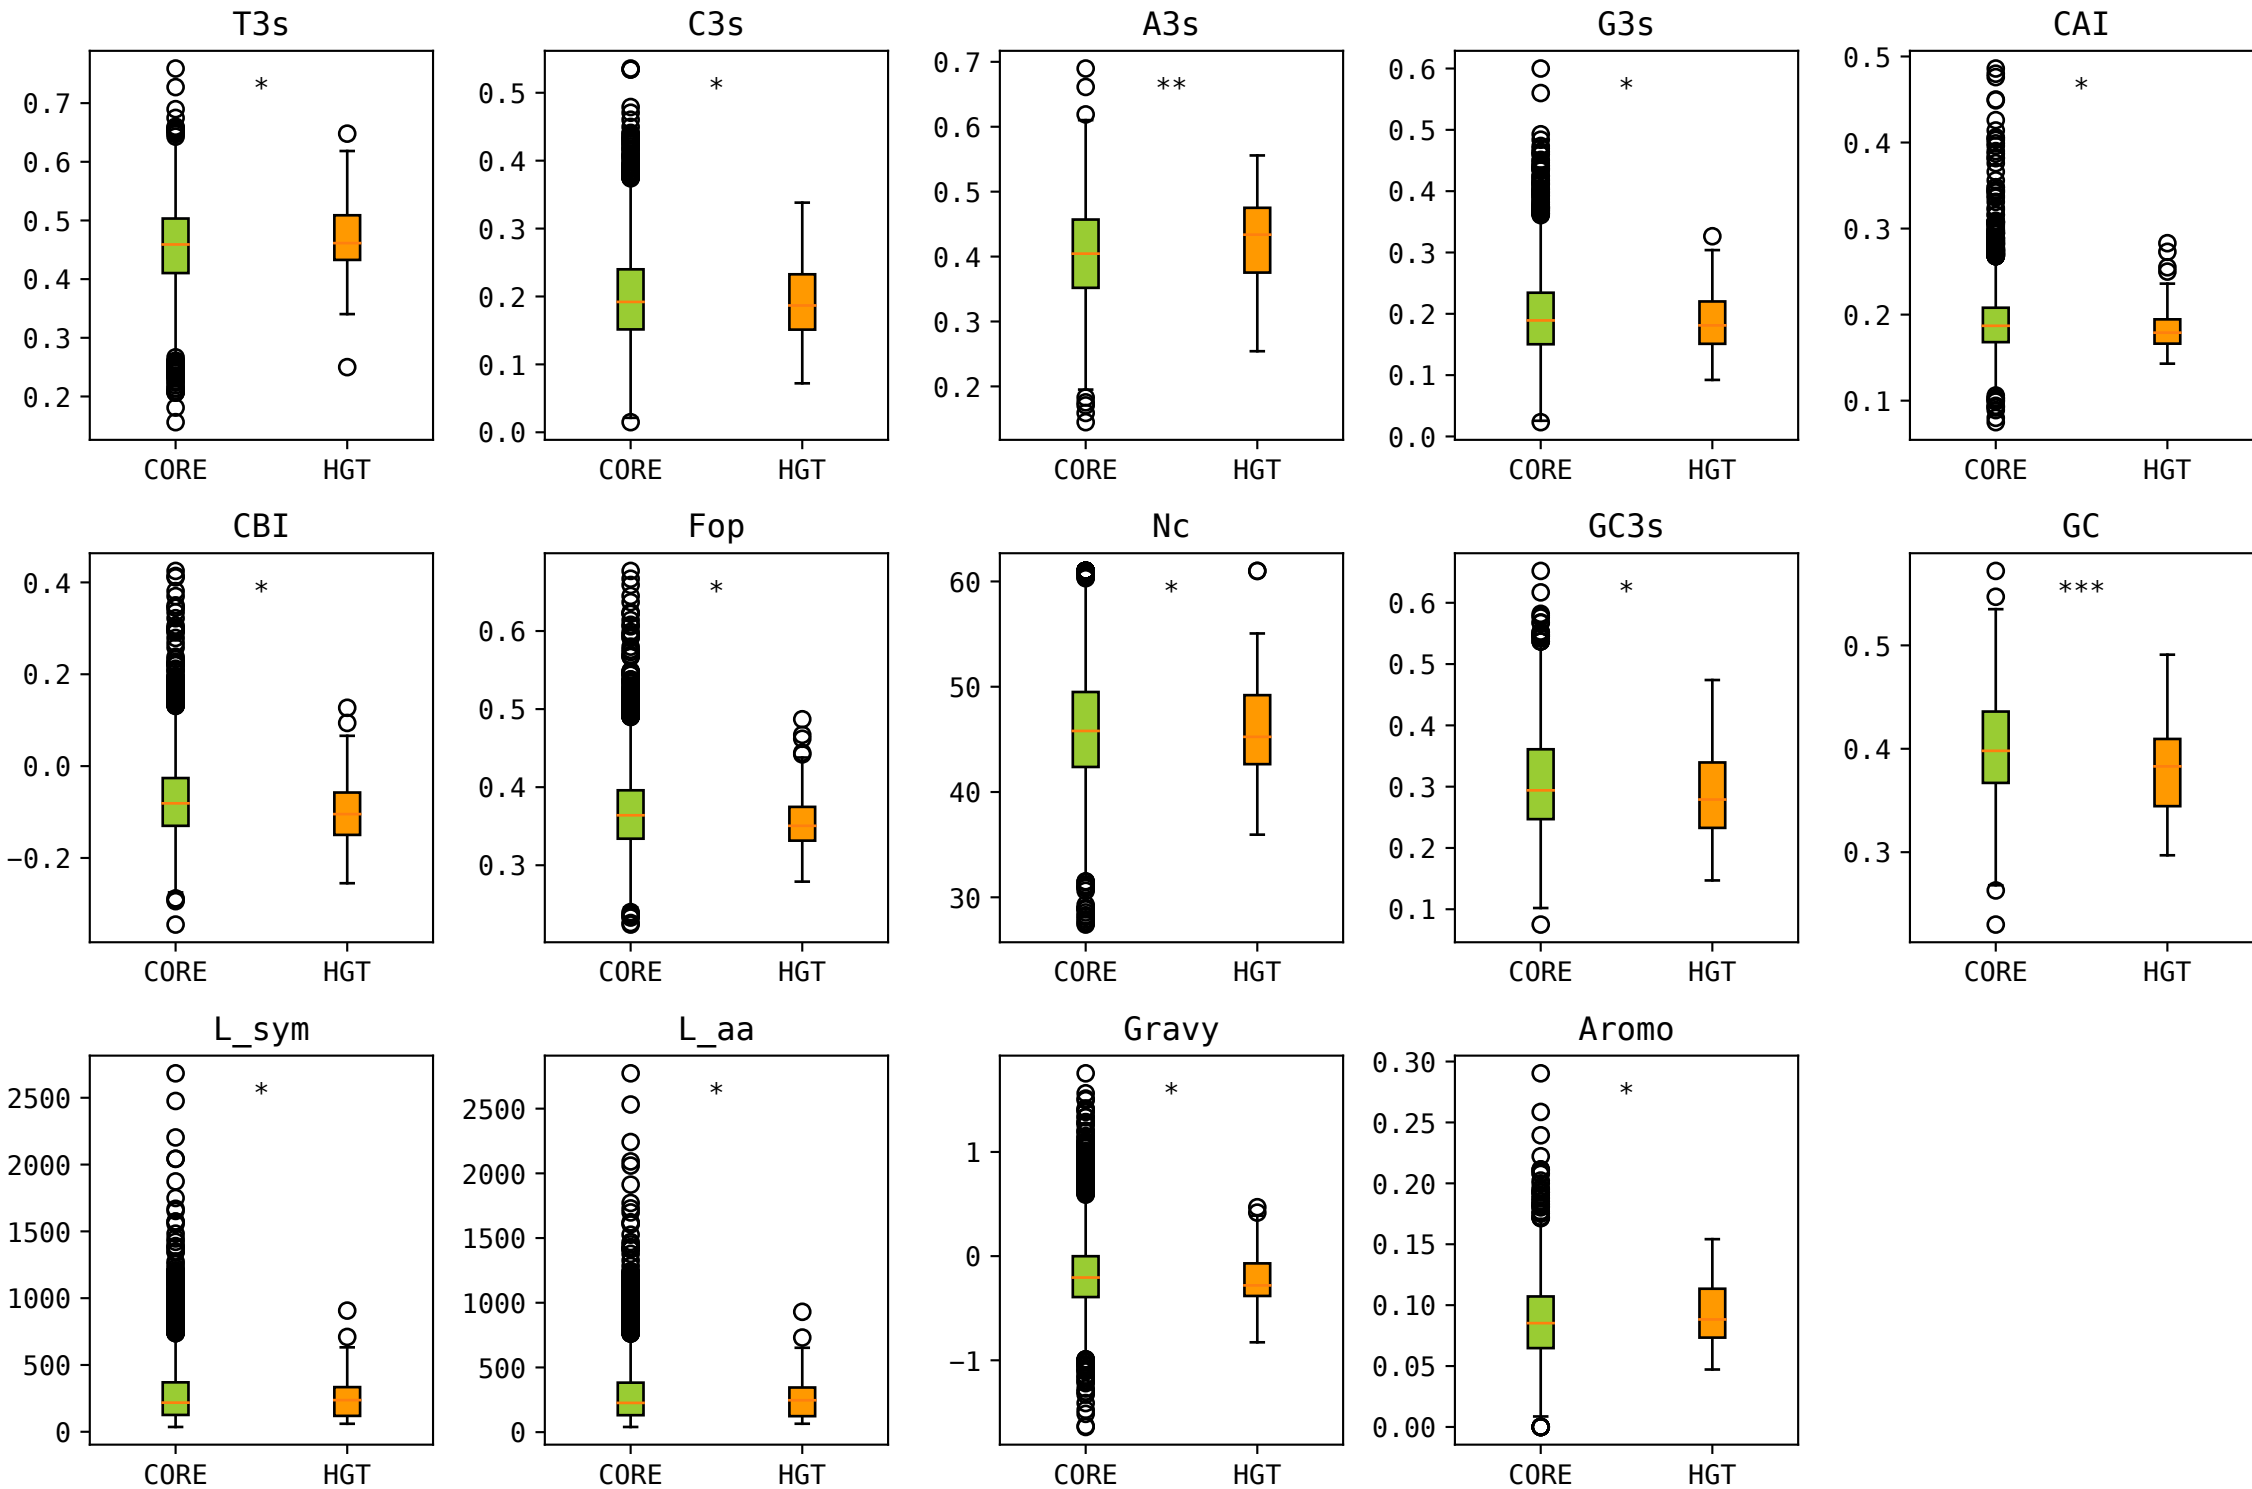 T3s
C3s
A3s
G3s
CAI
0.7
0.6
0.5
0.4
0.3
0.2
*
CORE
HGT
0.5
0.4
0.3
0.2
0.1
0.0
*
CORE
HGT
0.7
0.6
0.5
0.4
0.3
0.2
**
CORE
HGT
0.6
0.5
0.4
0.3
0.2
0.1
0.0
*
CORE
HGT
0.5
0.4
0.3
0.2
0.1
*
CORE
HGT
CBI
Fop
Nc
GC3s
GC
0.4
0.2
0.0
−0.2
*
CORE
HGT
0.6
0.5
0.4
0.3
*
CORE
HGT
60
50
40
30
*
CORE
HGT
0.6
0.5
0.4
0.3
0.2
0.1
*
CORE
HGT
0.5
0.4
0.3
***
CORE
HGT
L_sym
L_aa
Gravy
Aromo
2500
2000
1500
1000
500
0
*
CORE
HGT
2500
2000
1500
1000
500
0
*
CORE
HGT
1
0
−1
*
CORE
HGT
0.30
0.25
0.20
0.15
0.10
0.05
0.00
*
CORE
HGT